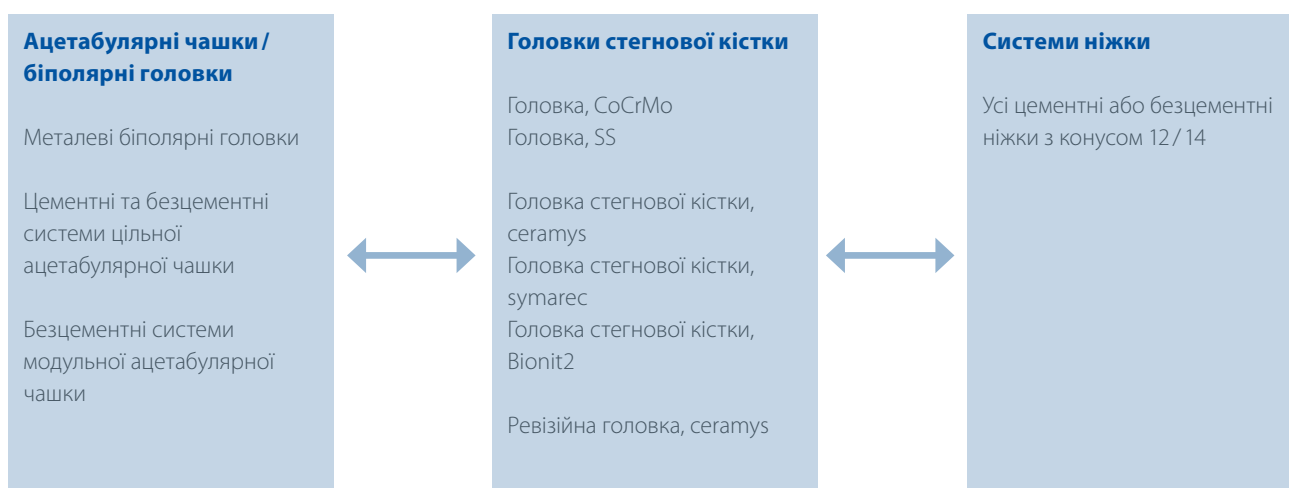 Ацетабулярні чашки /
біполярні головки
Металеві біполярні головки
Цементні та безцементні
системи цільної
ацетабулярної чашки
Безцементні системи
модульної ацетабулярної
чашки
Головки стегнової кістки
Головка, CoCrMo
Головка, SS
Головка стегнової кістки,
ceramys
Головка стегнової кістки,
symarec
Головка стегнової кістки,
Bionit2
Ревізійна головка, ceramys
Системи ніжки
Усі цементні або безцементні
ніжки з конусом 12 / 14